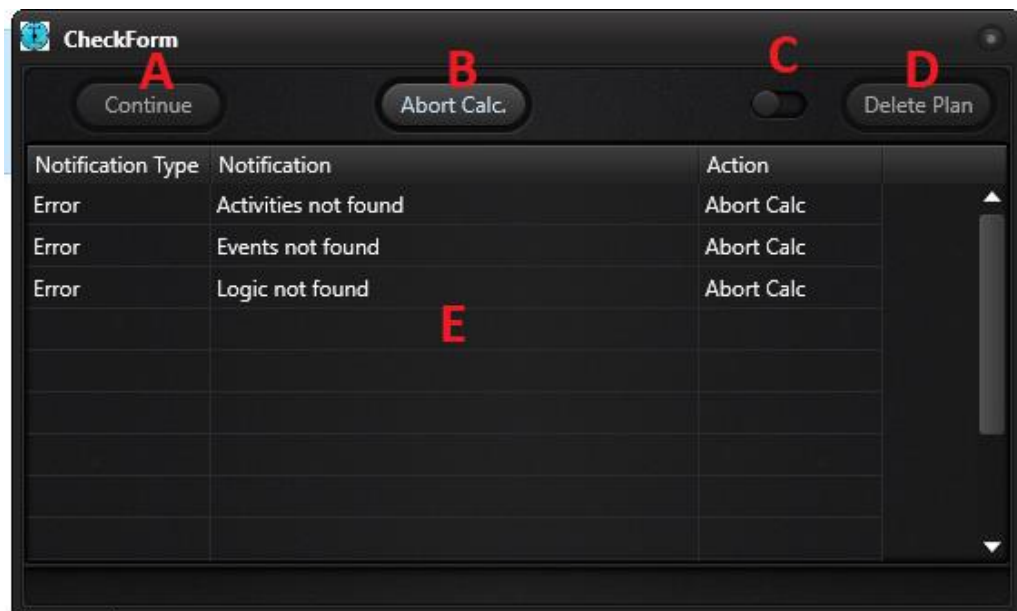 CheckForm
A B C D
Continue Abort Calc. Delete Plan
Notification Type Notification Action
Error Activities not found Abort Calc
Error Events not found Abort Calc
Error Logic not found Abort Calc
E